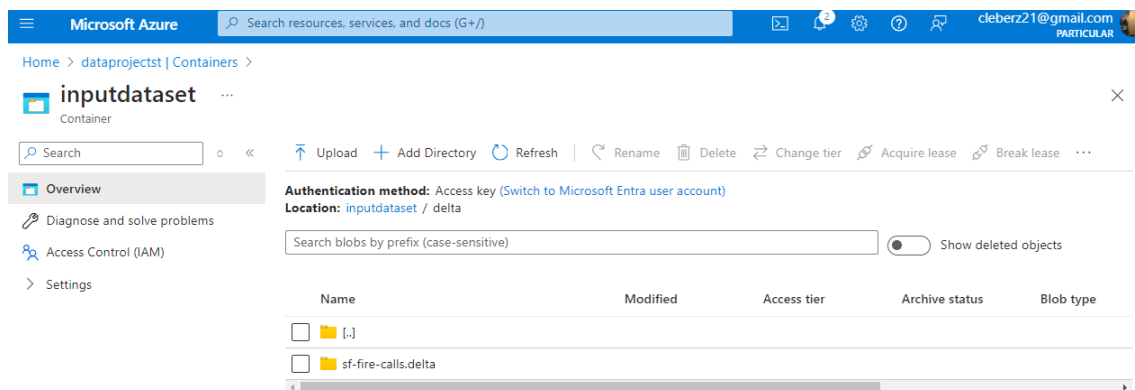 Microsoft Azure
Search resources, services, and docs (G+/)
2
cleberz21@gmail.com
PARTICULAR
Home > dataprojectst | Containers >
inputdataset ...
Container
Search
Upload Add Directory Refresh Rename Delete Change tier Acquire lease Break lease ...
Overview
Diagnose and solve problems
Access Control (IAM)
Settings
Authentication method: Access key (Switch to Microsoft Entra user account)
Location: inputdataset / delta
Search blobs by prefix (case-sensitive)
Show deleted objects
Name Modified Access tier Archive status Blob type
[..]
sf-fire-calls.delta